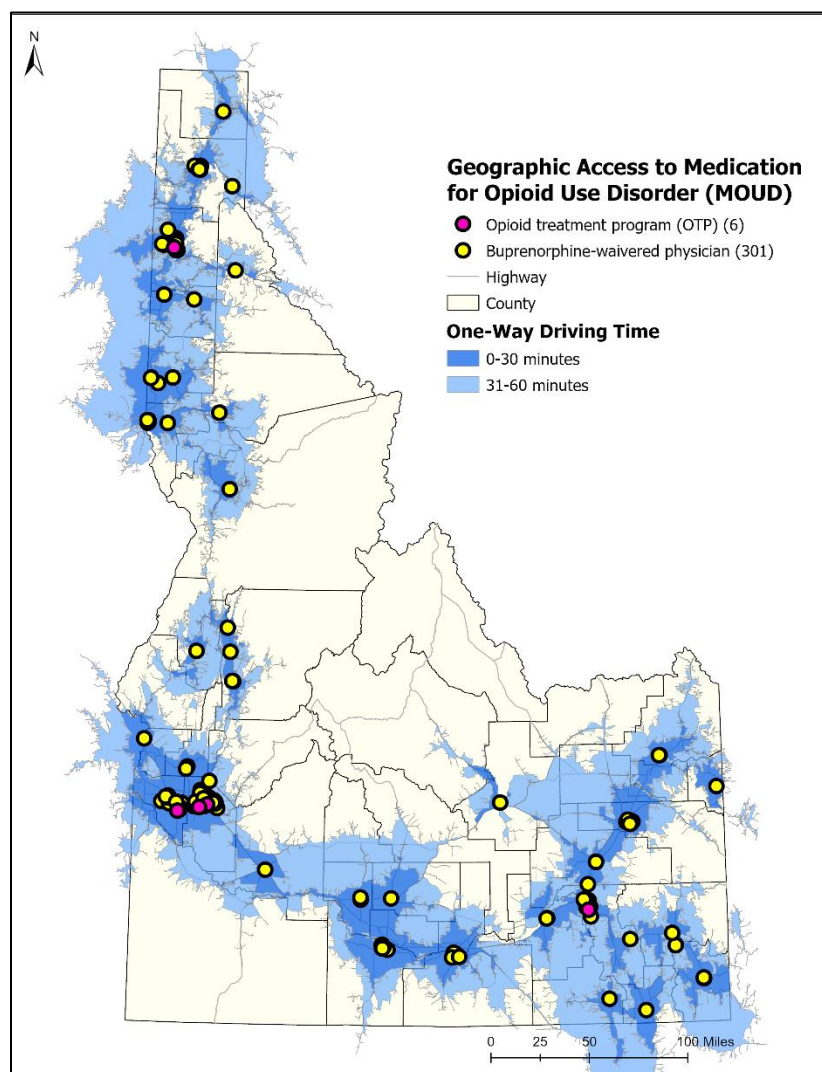 N
Geographic Access to Medication
for Opioid Use Disorder (MOUD)
Opioid treatment program (OTP) (6)
Buprenorphine-waivered physician (301)
Highway
County
One-Way Driving Time
0-30 minutes
31-60 minutes
0 25 50 100 Miles